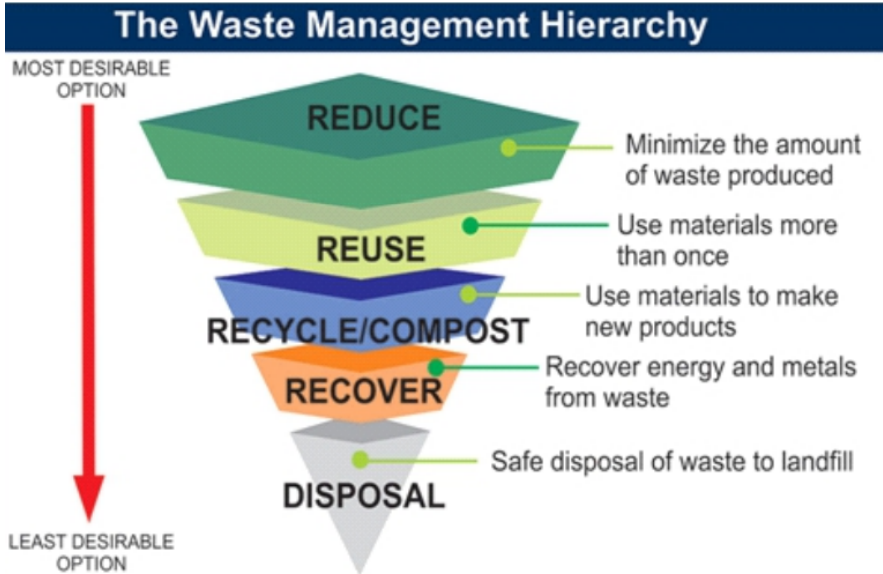 The Waste Management Hierarchy
MOST DESIRABLE
OPTION
REDUCE
Minimize the amount
of waste produced
REUSE
Use materials more
than once
RECYCLE/COMPOST
Use materials to make
new products
RECOVER
Recover energy and metals
from waste
DISPOSAL
Safe disposal of waste to landfill
LEAST DESIRABLE
OPTION